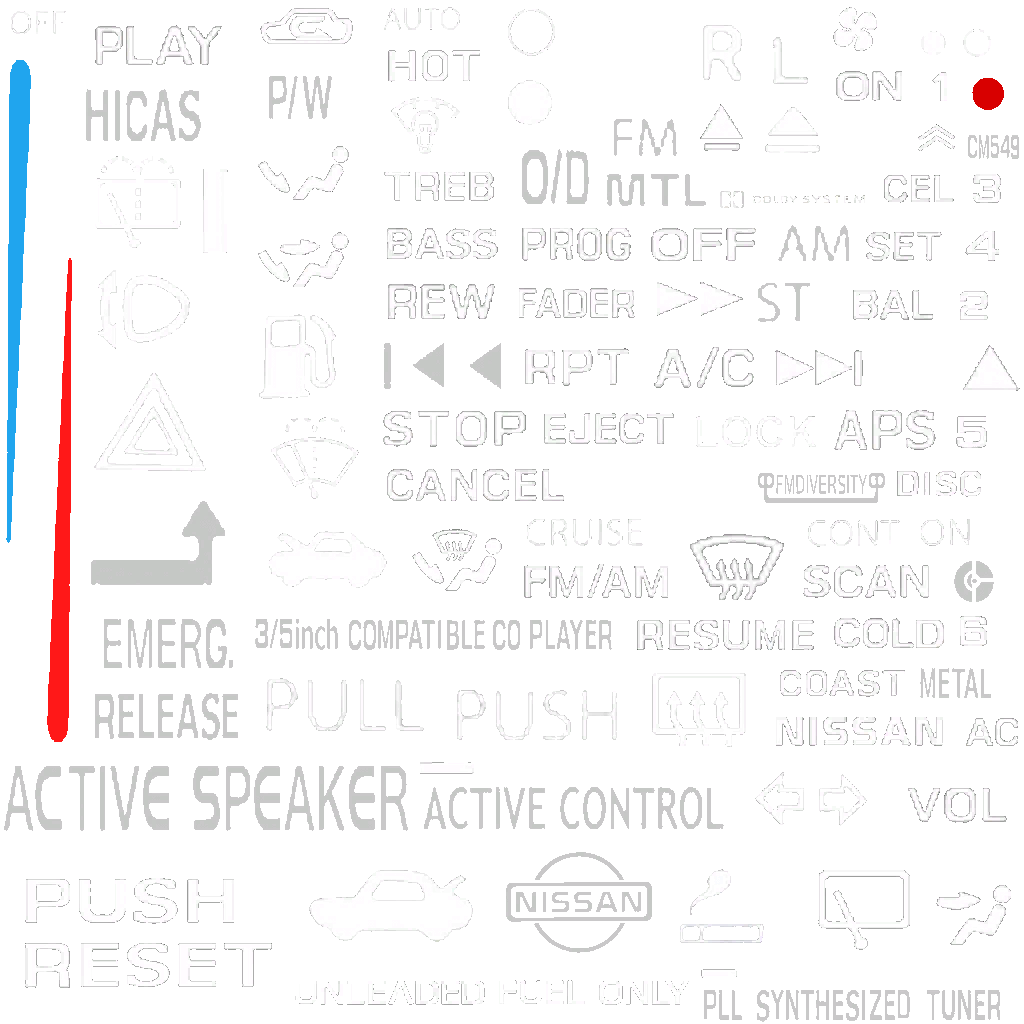 OFF
PLAY
AUTO
HOT
R
L
ON 1
HICAS
P/W
FM
CM549
O/D
TREB
MTL
DOLBY SYSTEM
CEL 3
BASS PROG OFF AM SET 4
REW FADER ST BAL 2
RPT A/C
STOP EJECT LOCK APS 5
CANCEL
FMDIVERSITY DISC
CRUISE
CONT ON
FM/AM
SCAN
EMERG.
RELEASE
3/5inch COMPATIBLE CO PLAYER
RESUME COLD 6
PULL PUSH
COAST METAL
NISSAN AC
ACTIVE SPEAKER
ACTIVE CONTROL
VOL
PUSH
RESET
NISSAN
UNLEADED FUEL ONLY
PLL SYNTHESIZED TUNER